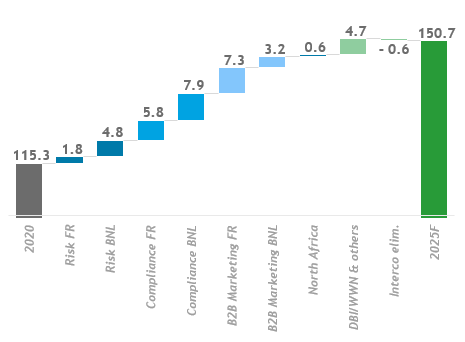 115.3
1.8
4.8
5.8
7.9
7.3
3.2
0.6
4.7
- 0.6
150.7
2020
Risk FR
Risk BNL
Compliance FR
Compliance BNL
B2B Marketing FR
B2B Marketing BNL
North Africa
DBI/WWN & others
Interco elim.
2025F